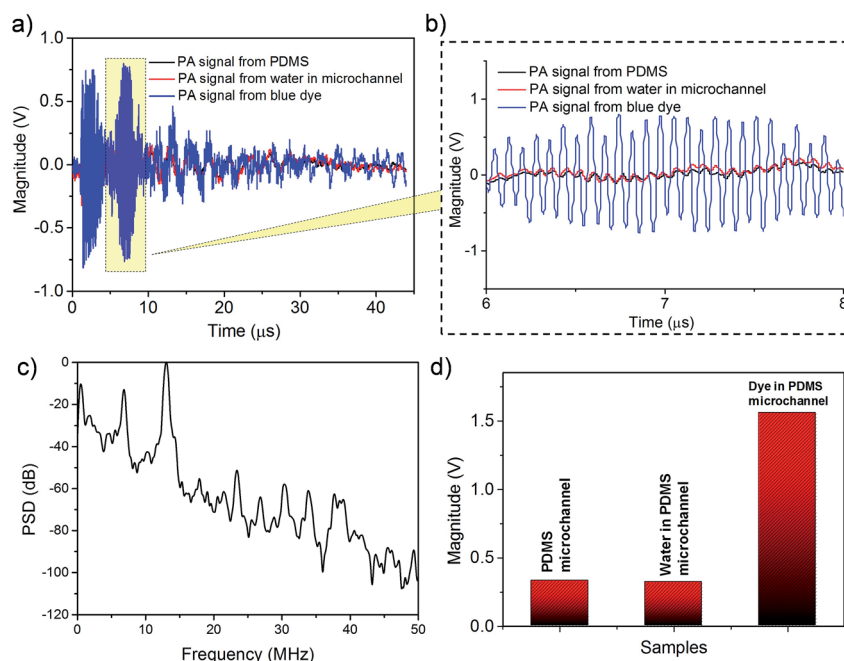 a)
1.0
0.5
0.0
-0.5
-1.0
Magnitude (V)
PA signal from PDMS
PA signal from water in microchannel
PA signal from blue dye
0 10 20 30 40
Time (μs)
b)
1
0
-1
Magnitude (V)
PA signal from PDMS
PA signal from water in microchannel
PA signal from blue dye
6 7 8
Time (μs)
c)
0
-20
-40
-60
-80
-100
-120
PSD (dB)
0 10 20 30 40 50
Frequency (MHz)
d)
1.5
1.0
0.5
0.0
Magnitude (V)
PDMS
microchannel
Water in PDMS
microchannel
Dye in PDMS
microchannel
Samples